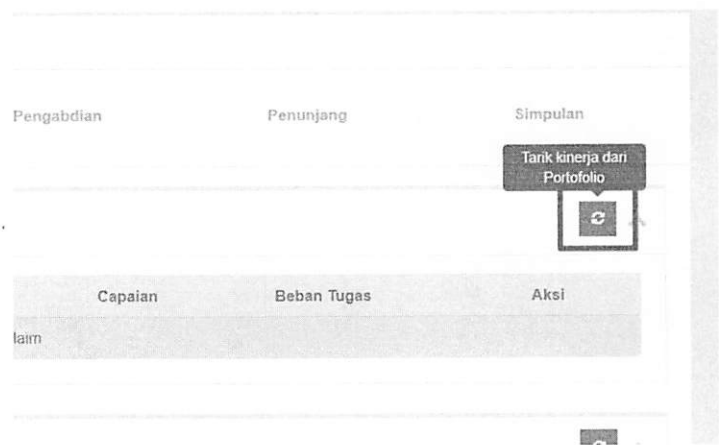 Pengabdian Penunjang Simpulan
Tarik kinerja dari
Portofolio
Capaian Beban Tugas Aksi
laim